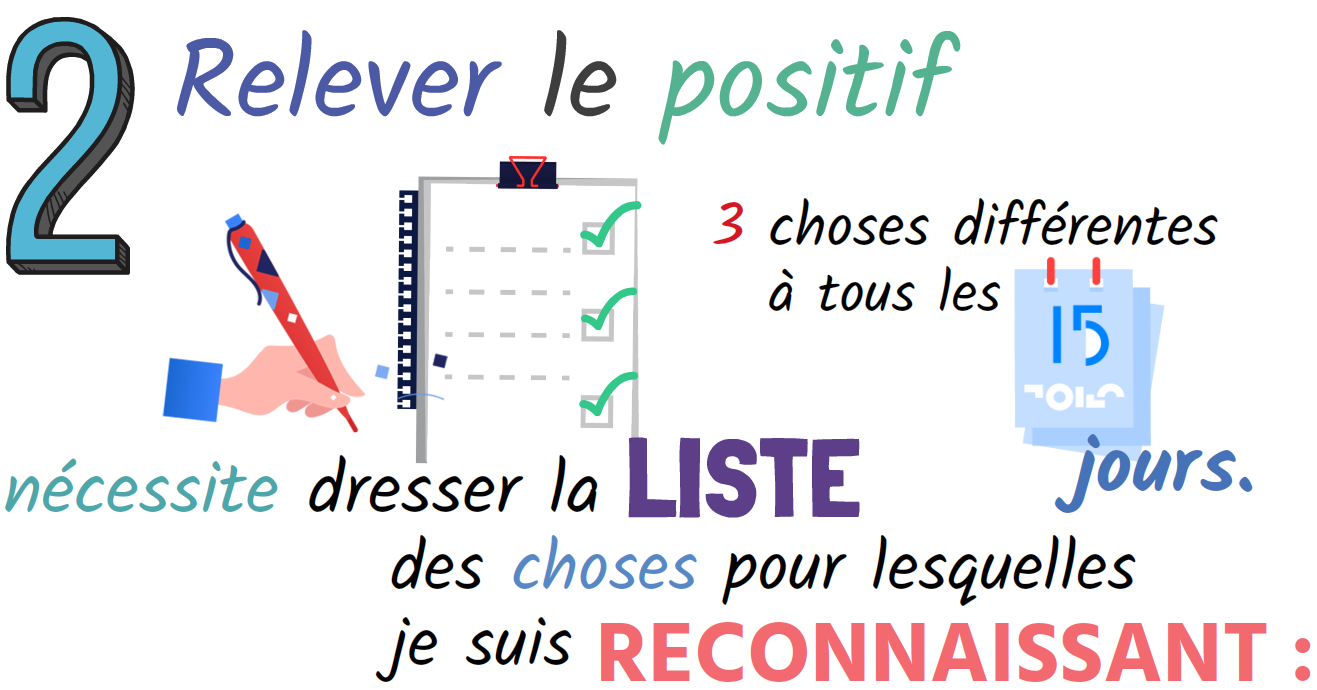 2 Relever le positif
3 choses différentes
à tous les
15
jours.
nécessite dresser la LISTE
des choses pour lesquelles
je suis RECONNAISSANT :